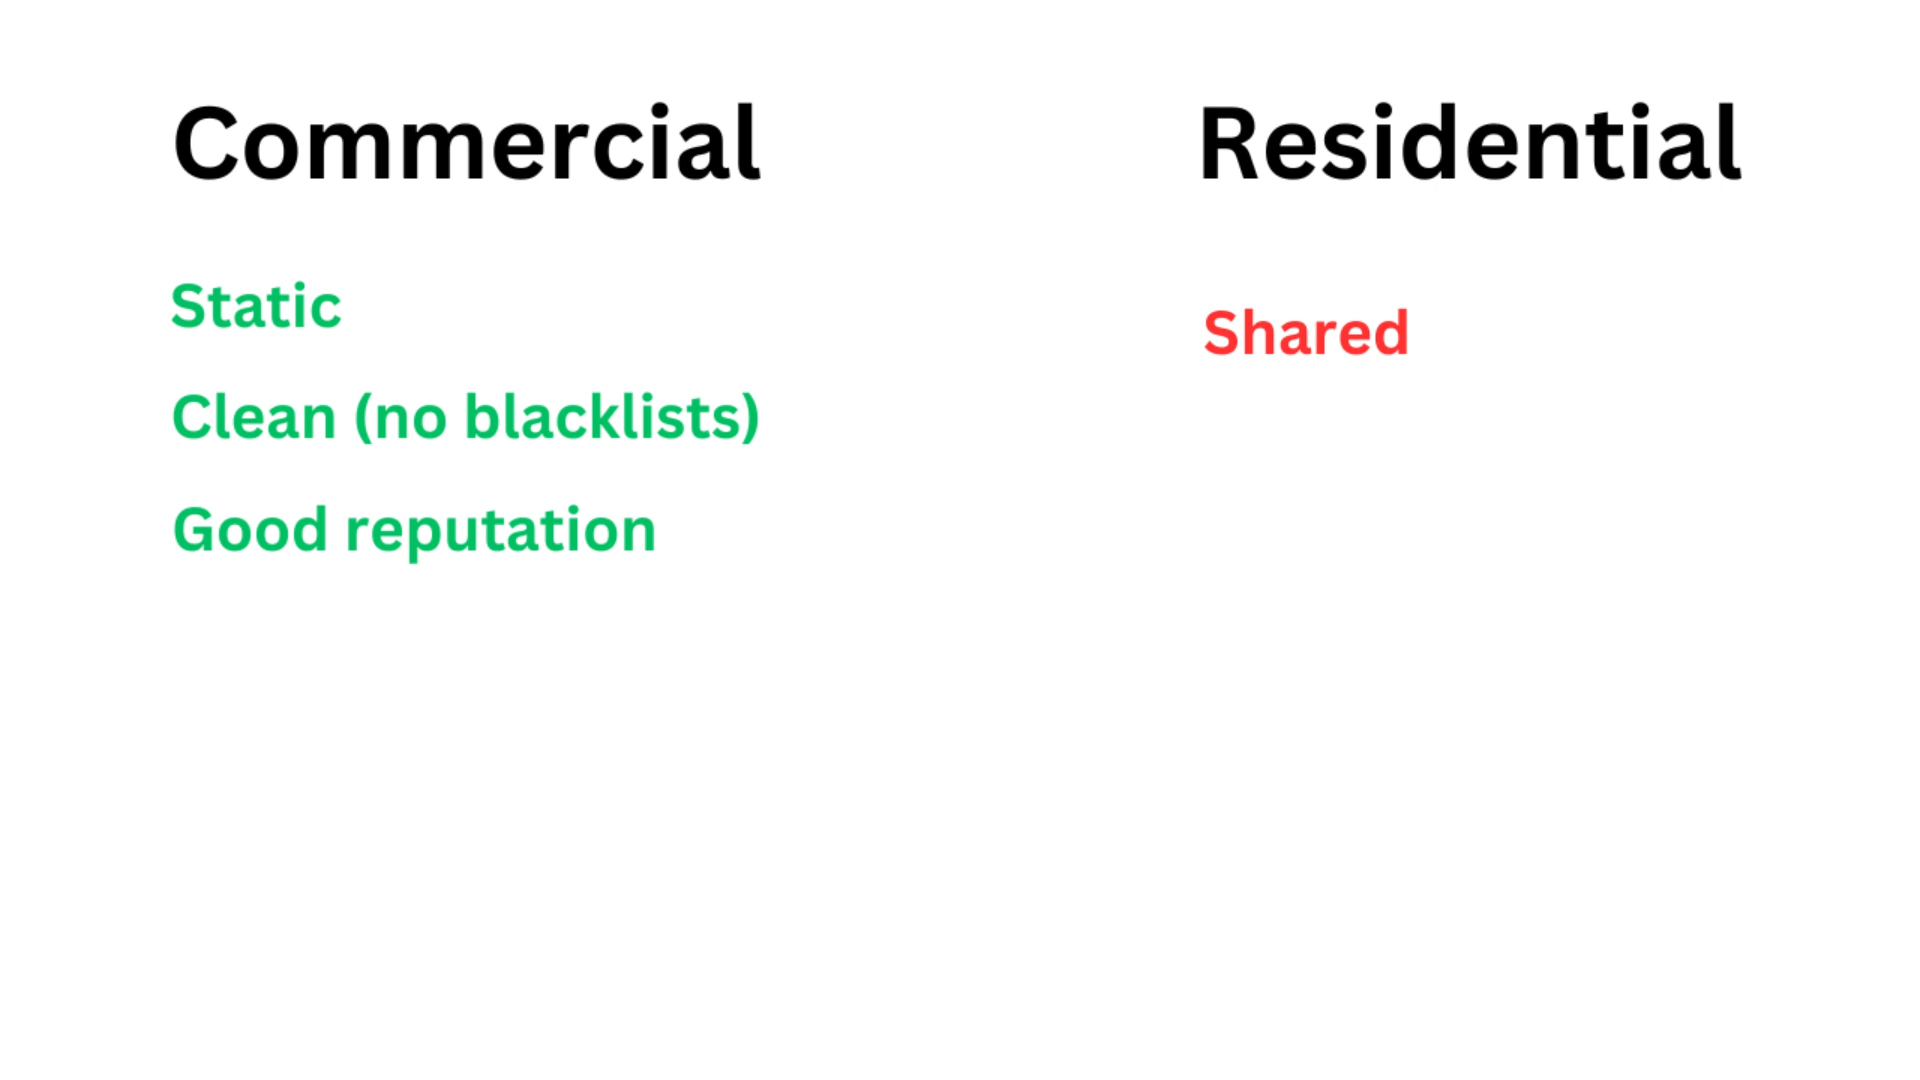 Commercial
Static
Clean (no blacklists)
Good reputation
Residential
Shared